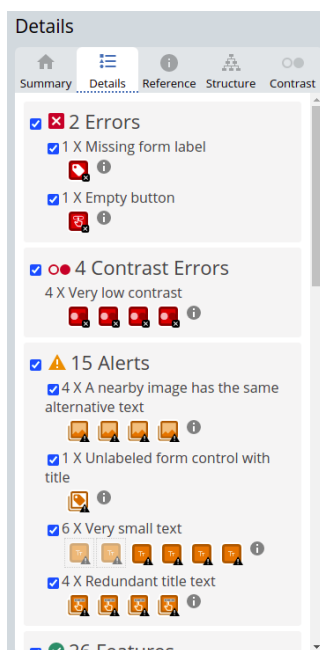 Details
Summary Details Reference Structure Contrast
2 Errors
1 X Missing form label
1 X Empty button
4 Contrast Errors
4 X Very low contrast
15 Alerts
4 X A nearby image has the same
alternative text
1 X Unlabeled form control with
title
6 X Very small text
4 X Redundant title text
26 Features